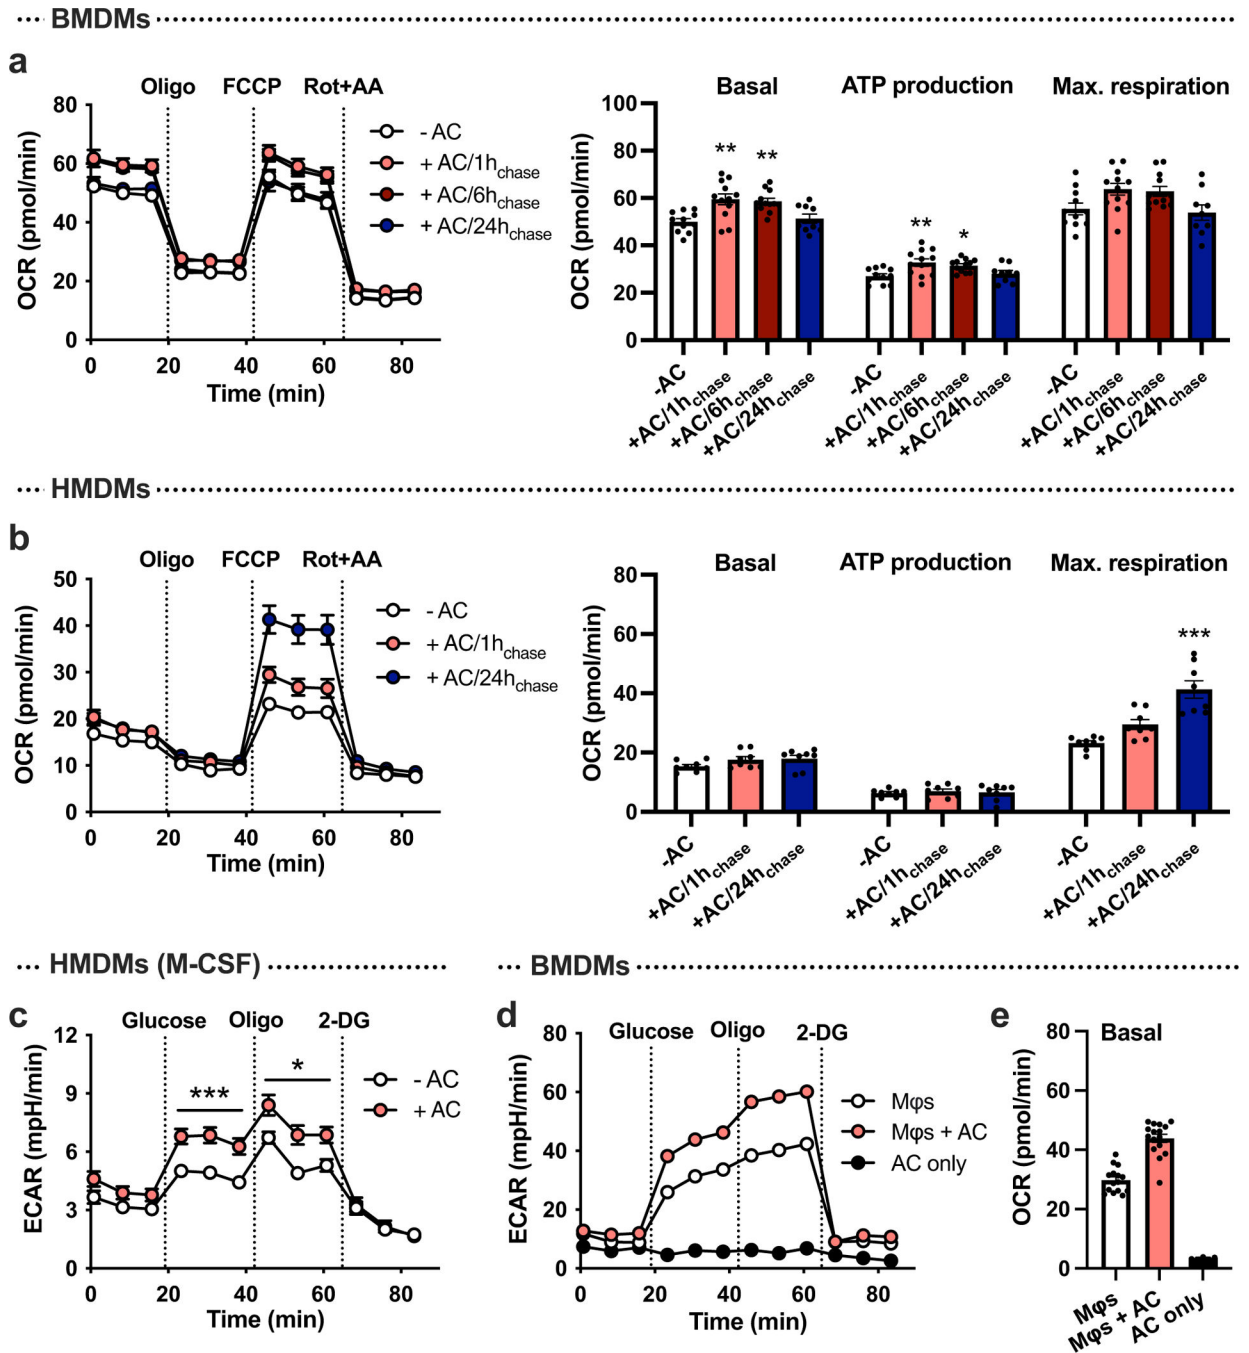 BMDMs
a
Oligo FCCP Rot+AA
80
60
40
20
0
OCR (pmol/min)
0 20 40 60 80
Time (min)
- AC
+ AC/1hchase
+ AC/6hchase
+ AC/24hchase
Basal ATP production Max. respiration
100
80
60
40
20
0
OCR (pmol/min)
** ** ** *
-AC +AC/1hchase +AC/6hchase +AC/24hchase -AC +AC/1hchase +AC/6hchase +AC/24hchase -AC +AC/1hchase +AC/6hchase +AC/24hchase
HMDMs
b
Oligo FCCP Rot+AA
50
40
30
20
10
0
OCR (pmol/min)
0 20 40 60 80
Time (min)
- AC
+ AC/1hchase
+ AC/24hchase
Basal ATP production Max. respiration
80
60
40
20
0
OCR (pmol/min)
***
-AC +AC/1hchase +AC/24hchase -AC +AC/1hchase +AC/24hchase -AC +AC/1hchase +AC/24hchase
HMDMs (M-CSF)
c
Glucose Oligo 2-DG
12
9
6
3
0
ECAR (mpH/min)
*** *
0 20 40 60 80
Time (min)
- AC
+ AC
BMDMs
d
Glucose Oligo 2-DG
80
60
40
20
0
ECAR (mpH/min)
0 20 40 60 80
Time (min)
Mφs
Mφs + AC
AC only
e
Basal
80
60
40
20
0
OCR (pmol/min)
Mφs Mφs + AC AC only